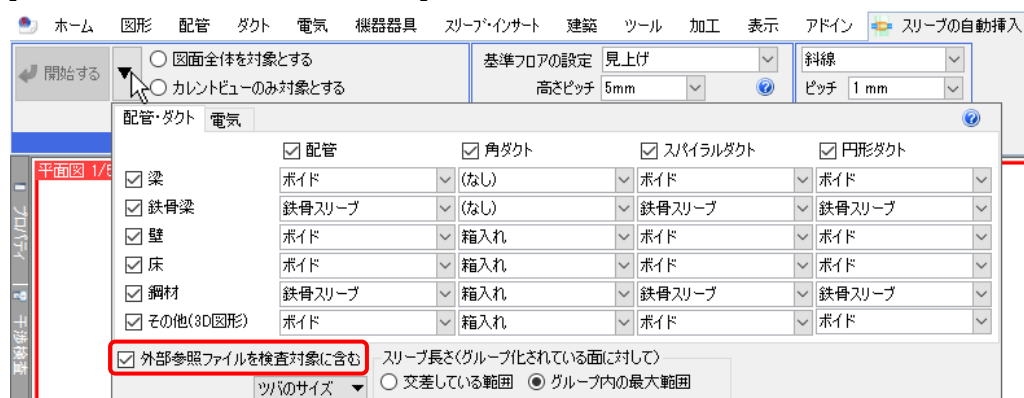 ホーム 図形 配管 ダクト 電気 機器器具 スリーブ・インサート 建築 ツール 加工 表示 アドイン スリーブの自動挿入
開始する 図面全体を対象とする 基準フロアの設定 見上げ 斜線
カレントビューのみ対象とする 高さピッチ 5mm ピッチ 1 mm
配管・ダクト 電気
配管 角ダクト スパイラルダクト 円形ダクト
平面図 1/5
梁 ボイド (なし) ボイド ボイド
鉄骨梁 鉄骨スリーブ (なし) 鉄骨スリーブ 鉄骨スリーブ
壁 ボイド 箱入れ ボイド ボイド
床 ボイド 箱入れ ボイド ボイド
鋼材 鉄骨スリーブ 箱入れ 鉄骨スリーブ 鉄骨スリーブ
その他(3D図形) ボイド 箱入れ ボイド ボイド
プロパティ
干渉検査
外部参照ファイルを検査対象に含む スリーブ長さ(グループ化されている面に対して)
ツバのサイズ 交差している範囲 グループ内の最大範囲